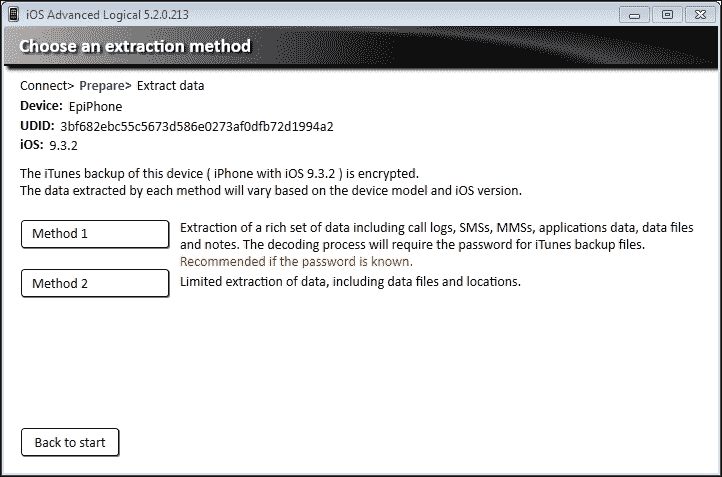 iOS Advanced Logical 5.2.0.213
Choose an extraction method
Connect> Prepare> Extract data
Device: EpiPhone
UDID: 3bf682ebc55c5673d586e0273af0dfb72d1994a2
iOS: 9.3.2
The iTunes backup of this device ( iPhone with iOS 9.3.2 ) is encrypted.
The data extracted by each method will vary based on the device model and iOS version.
Method 1
Extraction of a rich set of data including call logs, SMSs, MMSs, applications data, data files
and notes. The decoding process will require the password for iTunes backup files.
Recommended if the password is known.
Method 2
Limited extraction of data, including data files and locations.
Back to start